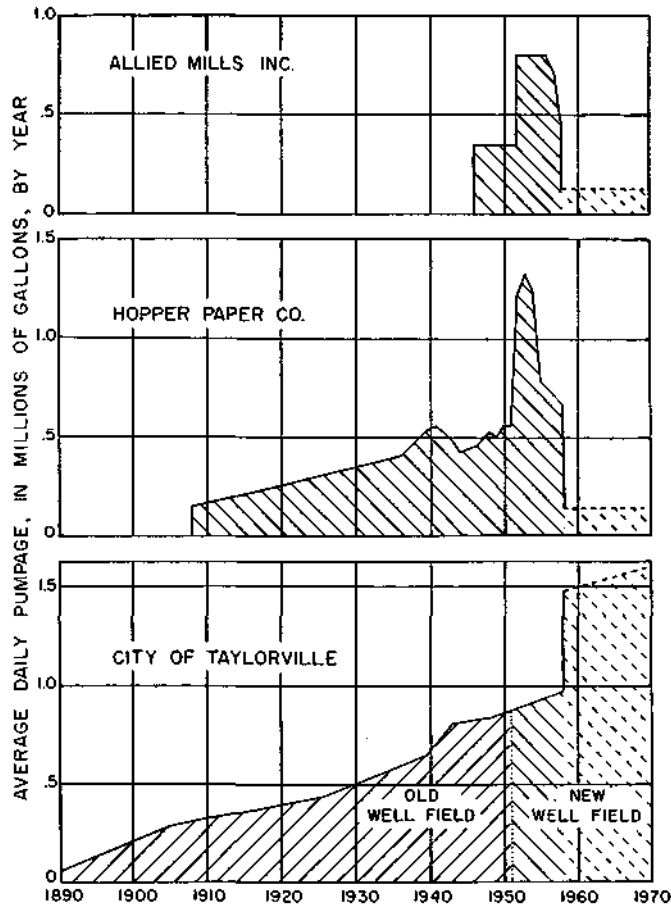 AVERAGE DAILY PUMPAGE, IN MILLIONS OF GALLONS, BY YEAR
1.0
ALLIED MILLS INC.
.5
0
1.5
HOPPER PAPER CO.
1.0
.5
0
1.5
CITY OF TAYLORVILLE
1.0
.5
OLD
WELL FIELD
NEW
WELL FIELD
0
1890 1900 1910 1920 1930 1940 1950 1960 1970